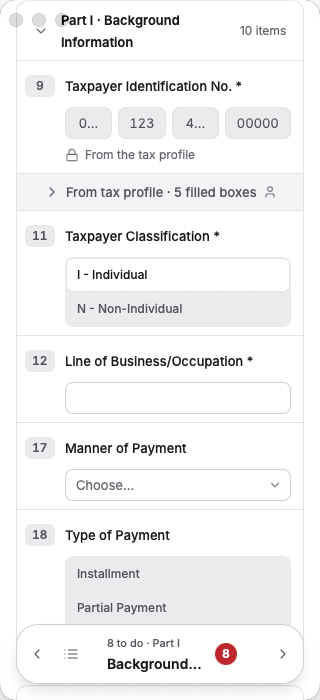 Part I · Background
Information
10 items
9
Taxpayer Identification No. *
0...
123
4...
00000
From the tax profile
From tax profile · 5 filled boxes
11
Taxpayer Classification *
I - Individual
N - Non-Individual
12
Line of Business/Occupation *
17
Manner of Payment
Choose...
18
Type of Payment
Installment
Partial Payment
8 to do · Part I
Background...
8